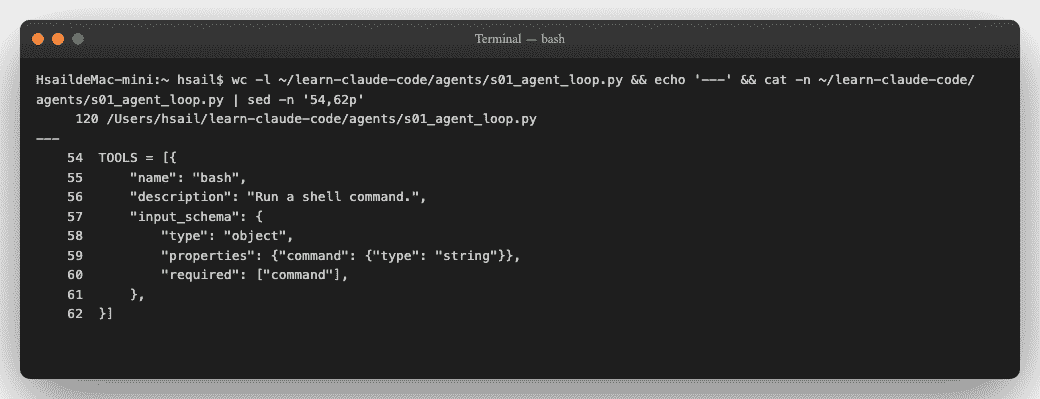 Terminal — bash
HsaildeMac-mini:~ hsail$ wc -l ~/learn-claude-code/agents/s01_agent_loop.py && echo '---' && cat -n ~/learn-claude-code/
agents/s01_agent_loop.py | sed -n '54,62p'
     120 /Users/hsail/learn-claude-code/agents/s01_agent_loop.py
---
    54  TOOLS = [{
    55      "name": "bash",
    56      "description": "Run a shell command.",
    57      "input_schema": {
    58          "type": "object",
    59          "properties": {"command": {"type": "string"}},
    60          "required": ["command"],
    61      },
    62  }]